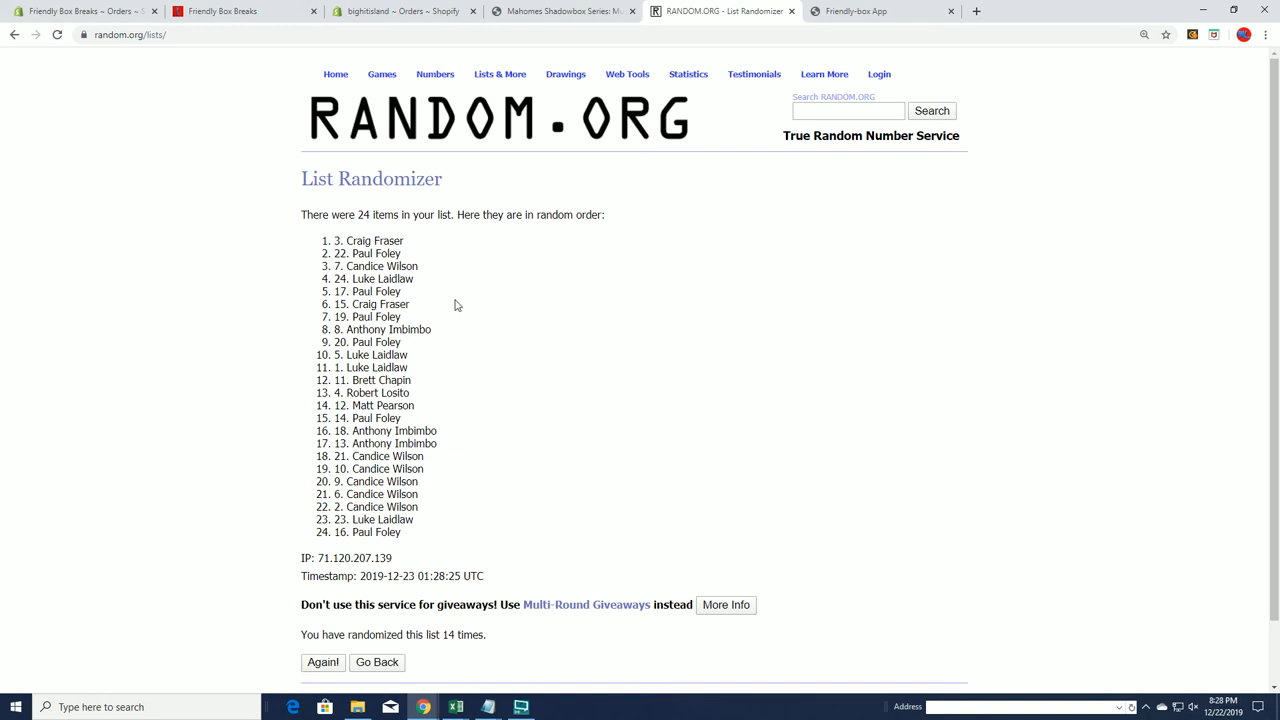 Friendly Box Breaks ~ Orders ~ S
Friendly Box Breaks
bigitalins ~ Orders ~ Shopify
Mahomes Shadowbox Series: Mu
RANDOM.ORG - List Randomizer
Friendly-box App
random.org/lists/
Home Games Numbers Lists & More Drawings Web Tools Statistics Testimonials Learn More Login
RANDOM.ORG
Search RANDOM.ORG
Search
True Random Number Service
List Randomizer
There were 24 items in your list. Here they are in random order:
1. 3. Craig Fraser
2. 22. Paul Foley
3. 7. Candice Wilson
4. 24. Luke Laidlaw
5. 17. Paul Foley
6. 15. Craig Fraser
7. 19. Paul Foley
8. 8. Anthony Imbimbo
9. 20. Paul Foley
10. 5. Luke Laidlaw
11. 1. Luke Laidlaw
12. 11. Brett Chapin
13. 4. Robert Losito
14. 12. Matt Pearson
15. 14. Paul Foley
16. 18. Anthony Imbimbo
17. 13. Anthony Imbimbo
18. 21. Candice Wilson
19. 10. Candice Wilson
20. 9. Candice Wilson
21. 6. Candice Wilson
22. 2. Candice Wilson
23. 23. Luke Laidlaw
24. 16. Paul Foley
IP: 71.120.207.139
Timestamp: 2019-12-23 01:28:25 UTC
Don't use this service for giveaways! Use Multi-Round Giveaways instead More Info
You have randomized this list 14 times.
Again! Go Back
Type here to search
Address
8:28 PM
12/22/2019